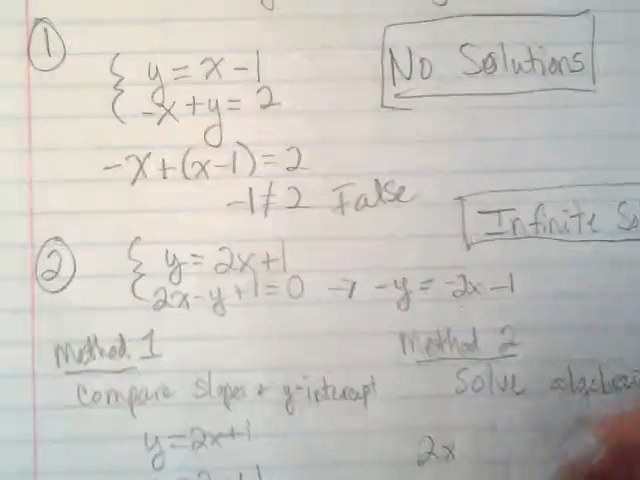 ①
{ y = x - 1
{ -x + y = 2
No Solutions
-x + (x - 1) = 2
-1 ≠ 2 False
Infinite
②
{ y = 2x + 1
{ 2x - y + 1 = 0 → -y = -2x - 1
Method 1
Compare slopes & y-intercept
y = 2x + 1
Method 2
Solve
2x